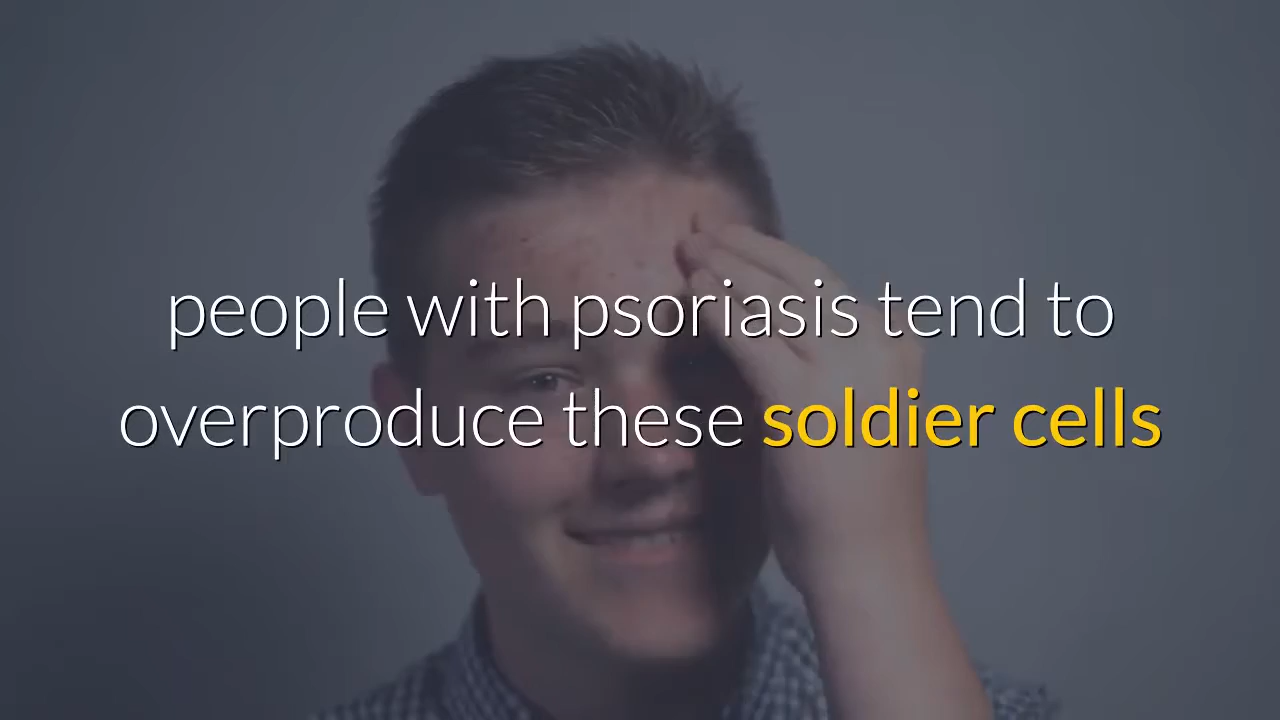 people with psoriasis tend to
overproduce these soldier cells